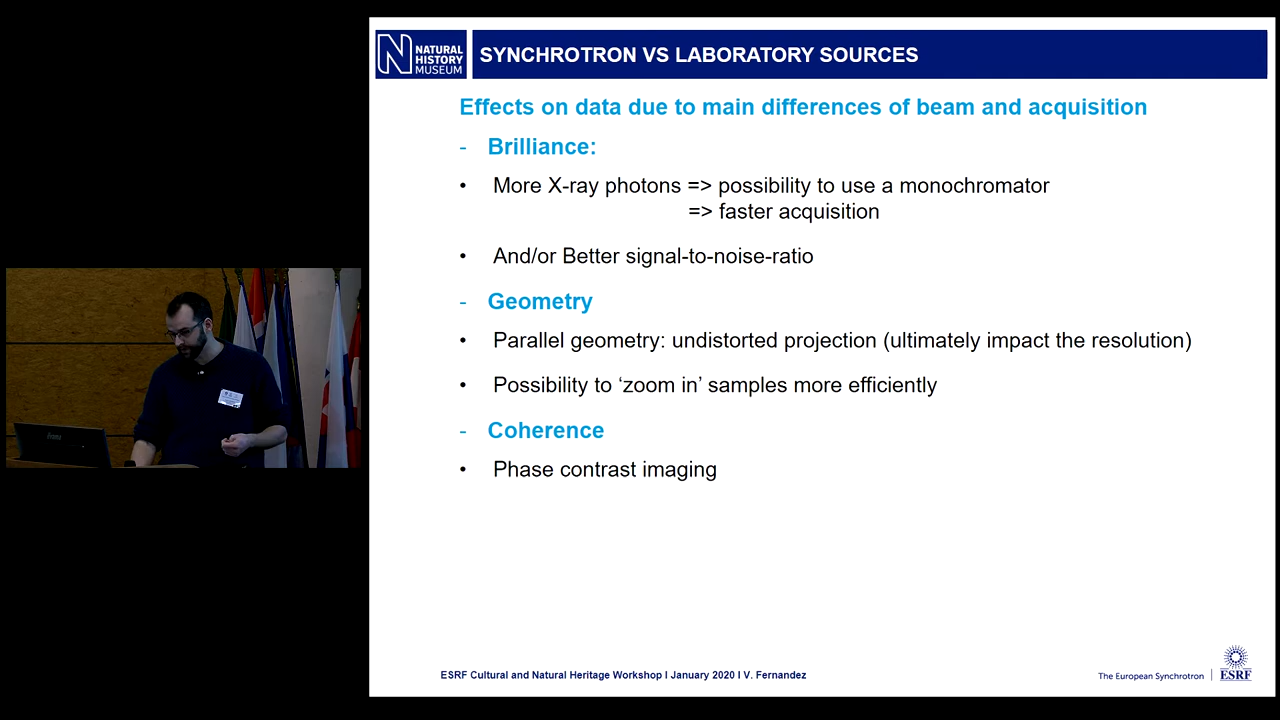 NATURAL
HISTORY
MUSEUM
SYNCHROTRON VS LABORATORY SOURCES
Effects on data due to main differences of beam and acquisition
- Brilliance:
• More X-ray photons => possibility to use a monochromator
=> faster acquisition
• And/or Better signal-to-noise-ratio
- Geometry
• Parallel geometry: undistorted projection (ultimately impact the resolution)
• Possibility to ‘zoom in’ samples more efficiently
- Coherence
• Phase contrast imaging
ESRF Cultural and Natural Heritage Workshop l January 2020 l V. Fernandez
The European Synchrotron | ESRF